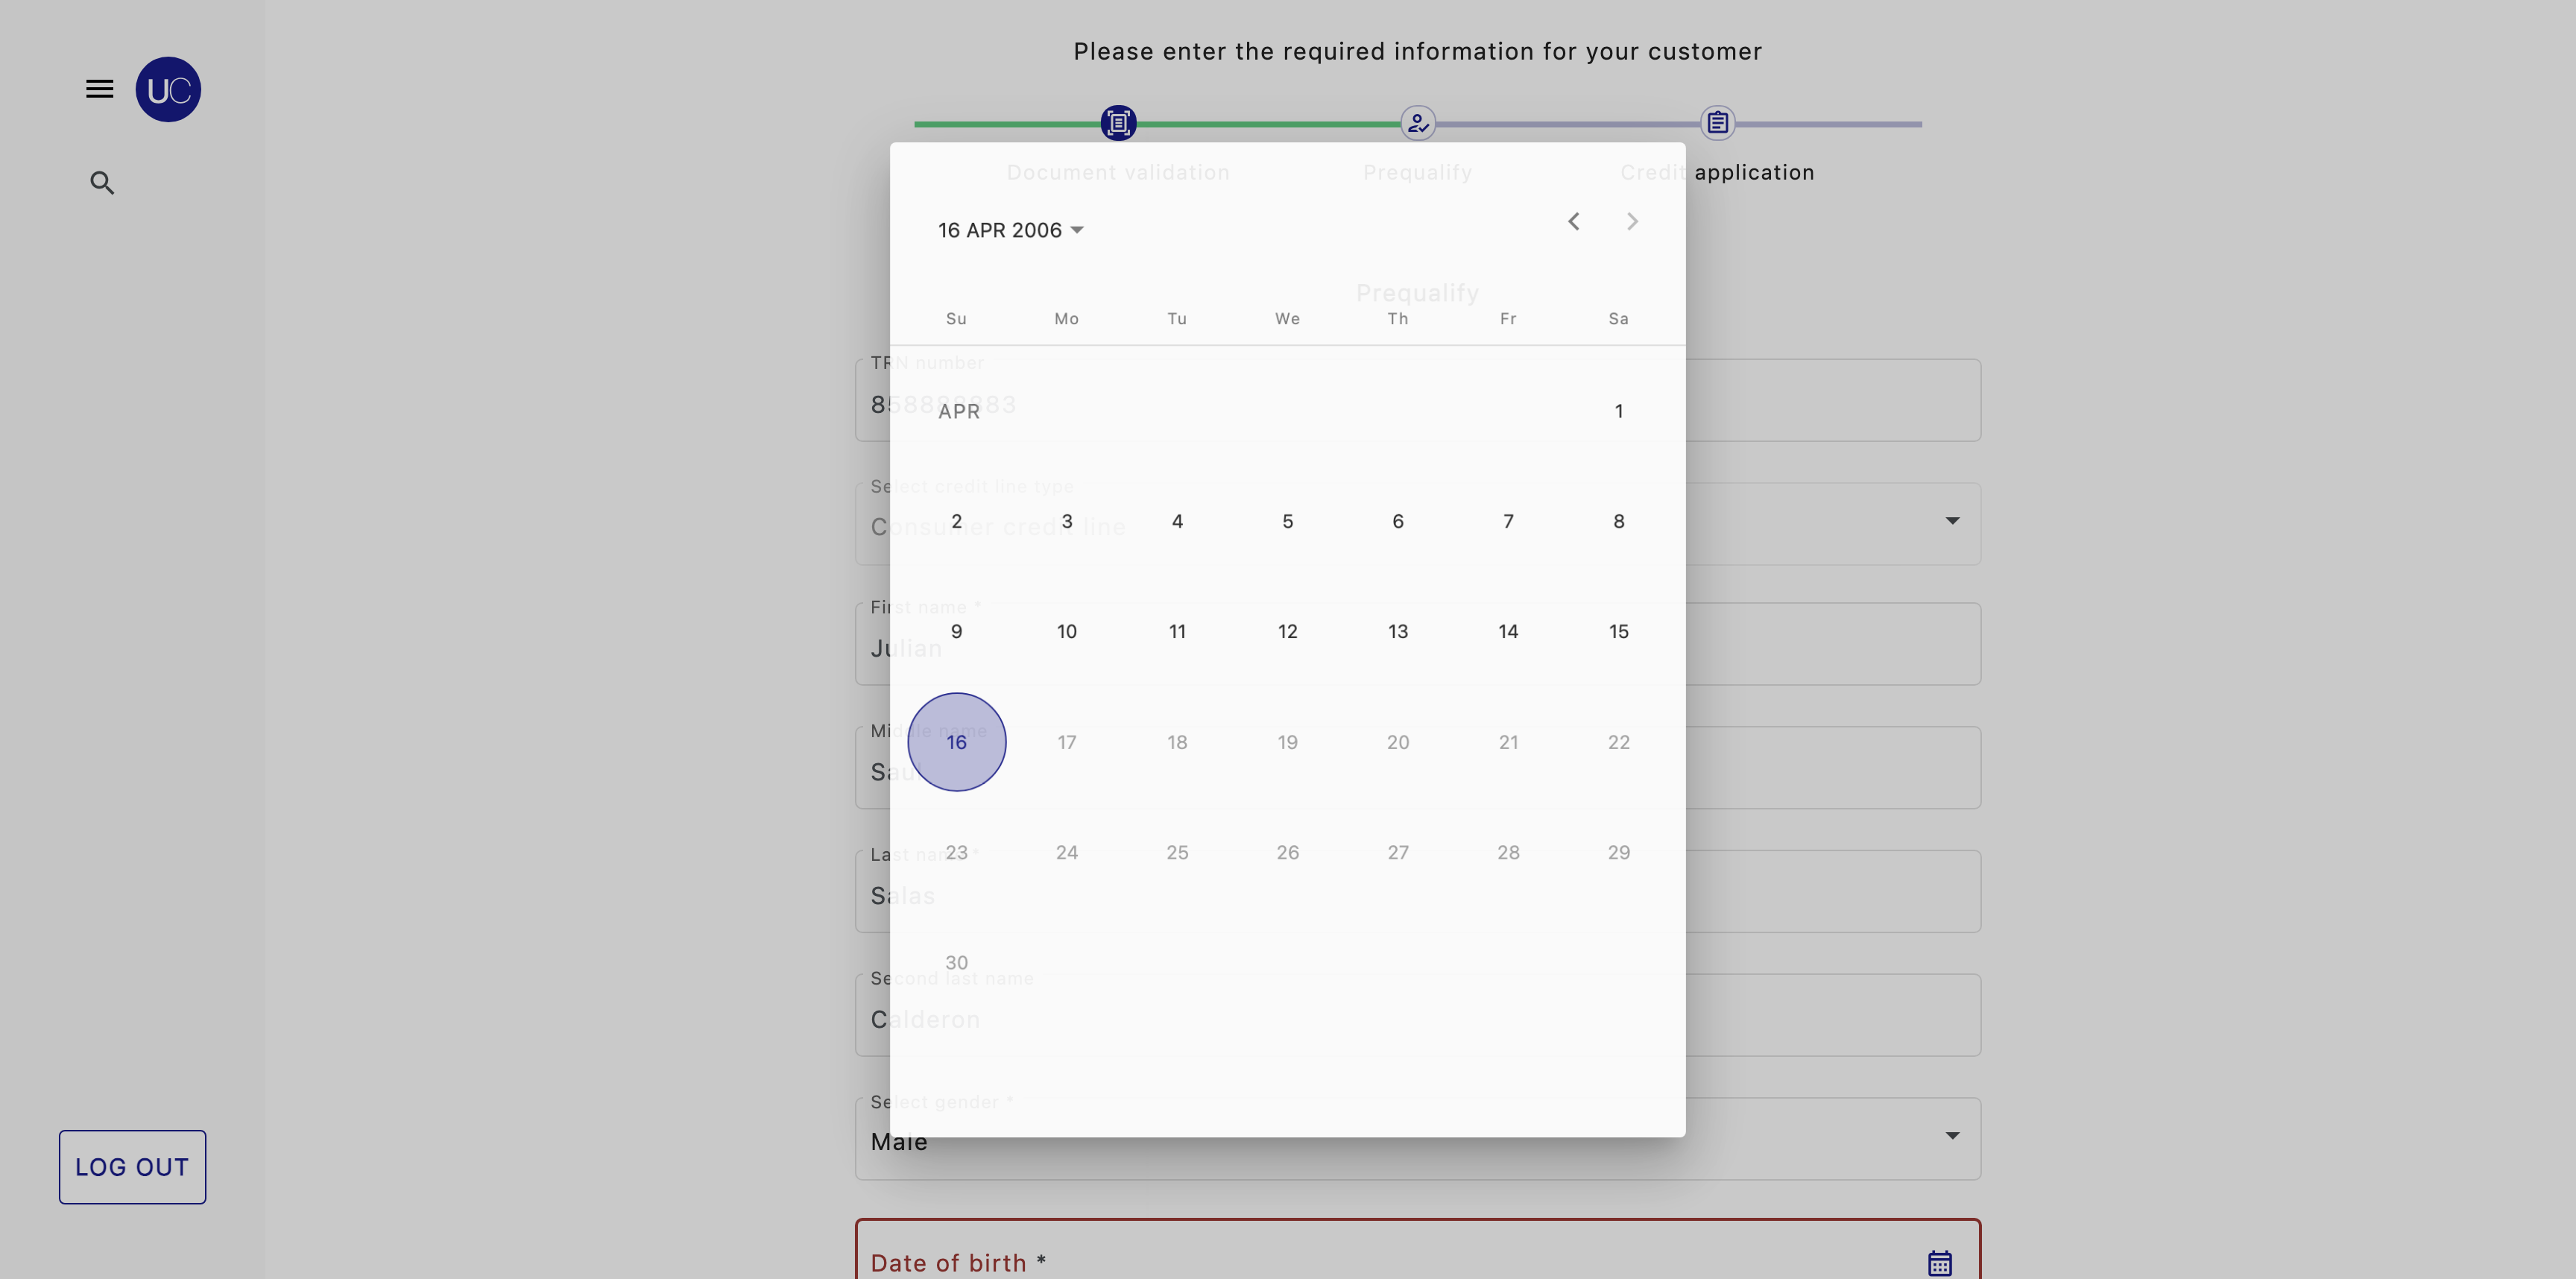 Please enter the required information for your customer
UC
Document validation Prequalify Credit application
16 APR 2006
Prequalify
Su Mo Tu We Th Fr Sa
TRN number
APR 1
Select credit line type
Consumer credit line
2 3 4 5 6 7 8
First name *
9 10 11 12 13 14 15
Julian
Middle name
16 17 18 19 20 21 22
Saul
Last name *
23 24 25 26 27 28 29
Salas
30
Second last name
Calderon
Select gender *
Male
LOG OUT
Date of birth *